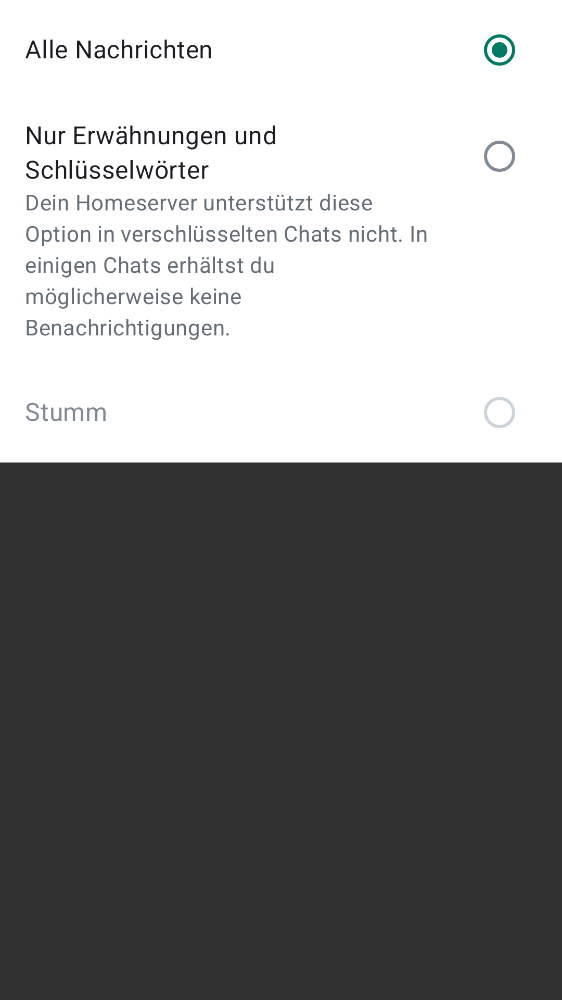 Alle Nachrichten
Nur Erwähnungen und
Schlüsselwörter
Dein Homeserver unterstützt diese
Option in verschlüsselten Chats nicht. In
einigen Chats erhältst du
möglicherweise keine
Benachrichtigungen.
Stumm